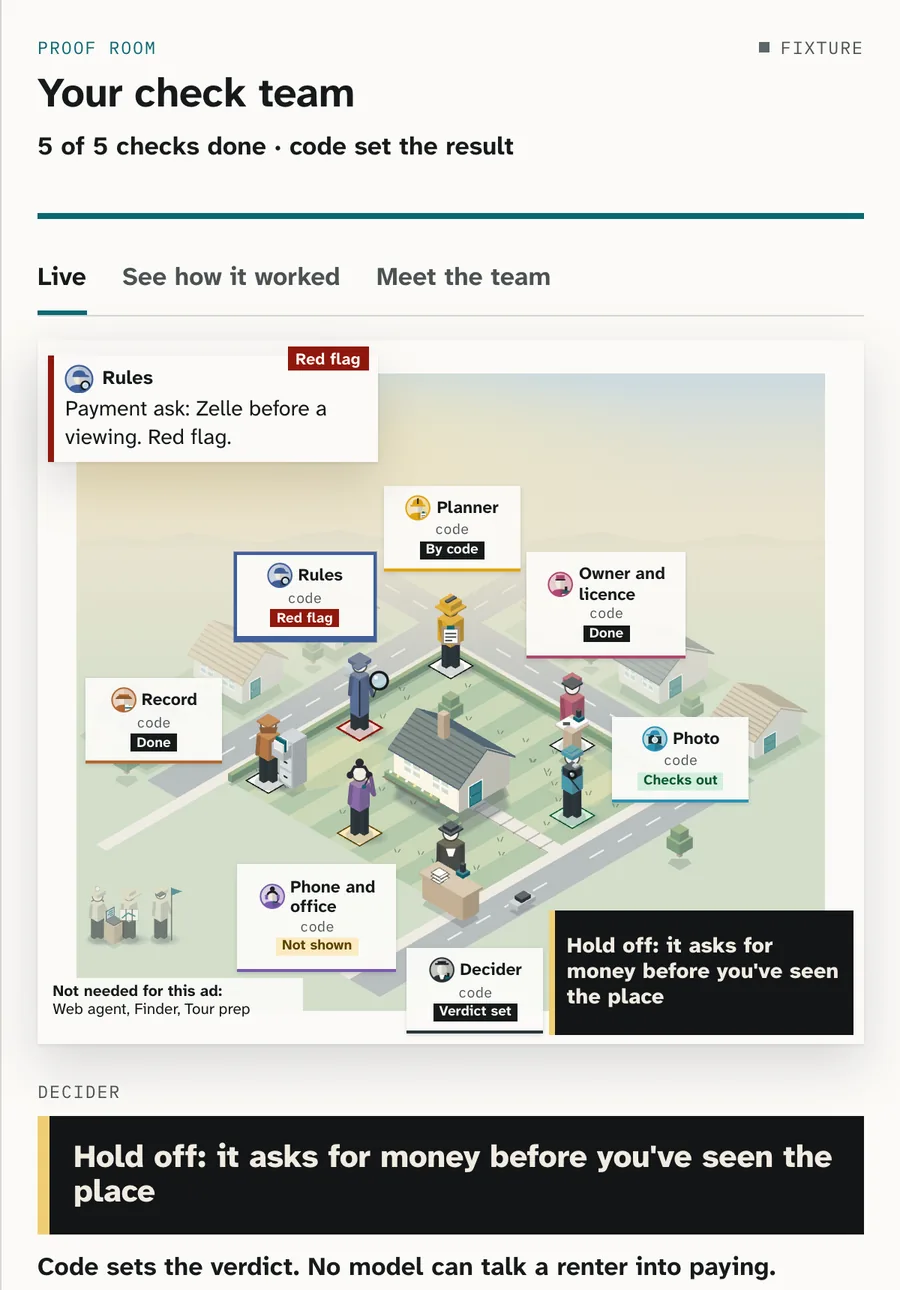 PROOF ROOM
FIXTURE
Your check team
5 of 5 checks done · code set the result
Live
See how it worked
Meet the team
Red flag
Rules
Payment ask: Zelle before a
viewing. Red flag.
Planner
code
By code
Rules
code
Red flag
Owner and
licence
code
Done
Record
code
Done
Photo
code
Checks out
Phone and
office
code
Not shown
Decider
code
Verdict set
Hold off: it asks for
money before you've seen
the place
Not needed for this ad:
Web agent, Finder, Tour prep
DECIDER
Hold off: it asks for money before you've seen the
place
Code sets the verdict. No model can talk a renter into paying.